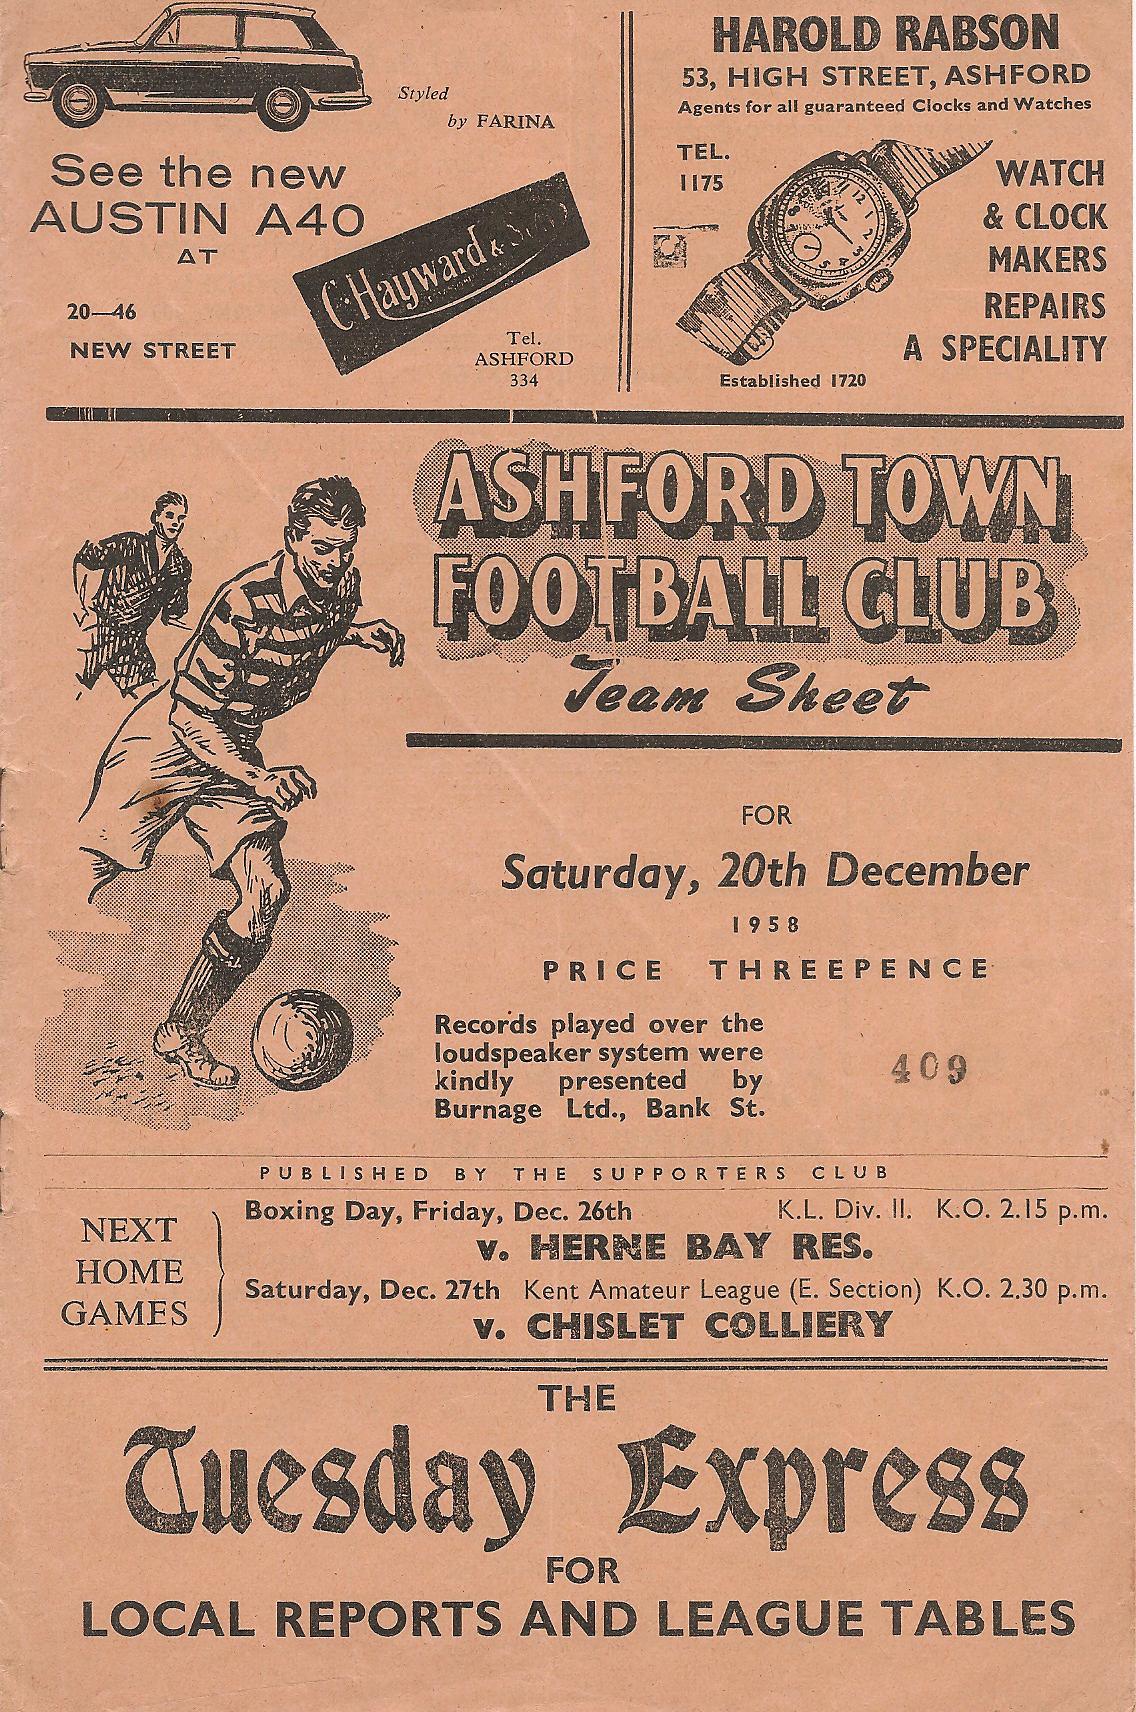 Styled
by FARINA
See the new
AUSTIN A40
AT
C. Hayward & Sons
20—46
NEW STREET
Tel.
ASHFORD
334
HAROLD RABSON
53, HIGH STREET, ASHFORD
Agents for all guaranteed Clocks and Watches
TEL.
1175
WATCH
& CLOCK
MAKERS
REPAIRS
A SPECIALITY
Established 1720
ASHFORD TOWN
FOOTBALL CLUB
Team Sheet
FOR
Saturday, 20th December
1958
PRICE THREEPENCE
Records played over the
loudspeaker system were
kindly presented by
Burnage Ltd., Bank St.
409
PUBLISHED BY THE SUPPORTERS CLUB
NEXT
HOME
GAMES
Boxing Day, Friday, Dec. 26th K.L. Div. II. K.O. 2.15 p.m.
v. HERNE BAY RES.
Saturday, Dec. 27th Kent Amateur League (E. Section) K.O. 2.30 p.m.
v. CHISLET COLLIERY
THE
Tuesday Express
FOR
LOCAL REPORTS AND LEAGUE TABLES